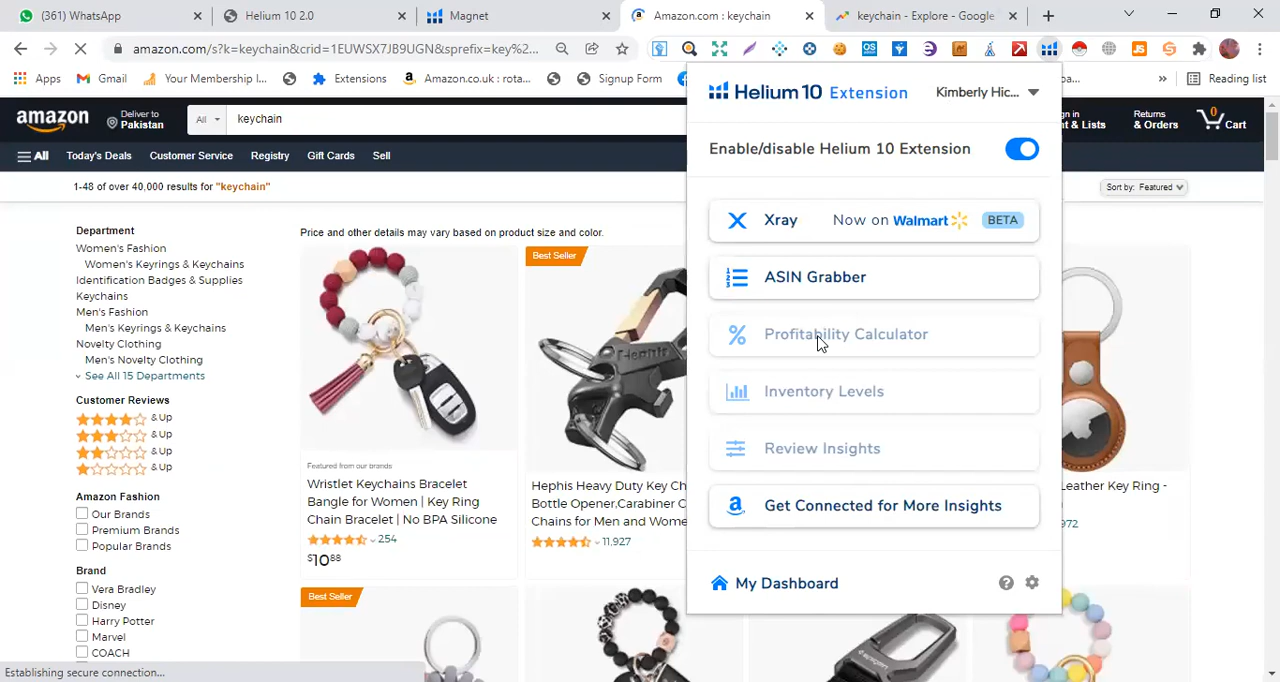 (361) WhatsApp
Helium 10 2.0
Magnet
Amazon.com : keychain
keychain - Explore - Google
amazon.com/s?k=keychain&crid=1EUWSX7JB9UGN&sprefix=key%2...
Apps
Gmail
Your Membership I...
Extensions
Amazon.co.uk : rota...
Signup Form
pa...
Reading list
amazon
Deliver to
Pakistan
All
keychain
gn in
nt & Lists
Returns
& Orders
0
Cart
All
Today's Deals
Customer Service
Registry
Gift Cards
Sell
1-48 of over 40,000 results for "keychain"
Sort by: Featured
Helium 10 Extension
Kimberly Hic...
Enable/disable Helium 10 Extension
Xray
Now on Walmart
BETA
ASIN Grabber
Profitability Calculator
Inventory Levels
Review Insights
Get Connected for More Insights
My Dashboard
Department
Women's Fashion
Women's Keyrings & Keychains
Identification Badges & Supplies
Keychains
Men's Fashion
Men's Keyrings & Keychains
Novelty Clothing
Men's Novelty Clothing
See All 15 Departments
Customer Reviews
& Up
& Up
& Up
& Up
Amazon Fashion
Our Brands
Premium Brands
Popular Brands
Brand
Vera Bradley
Disney
Harry Potter
Marvel
COACH
Price and other details may vary based on product size and color.
Best Seller
Featured from our brands
Wristlet Keychains Bracelet
Bangle for Women | Key Ring
Chain Bracelet | No BPA Silicone
254
$10.88
Hephis Heavy Duty Key Ch
Bottle Opener,Carabiner C
Chains for Men and Wome
11,927
Leather Key Ring -
972
Best Seller
Establishing secure connection...